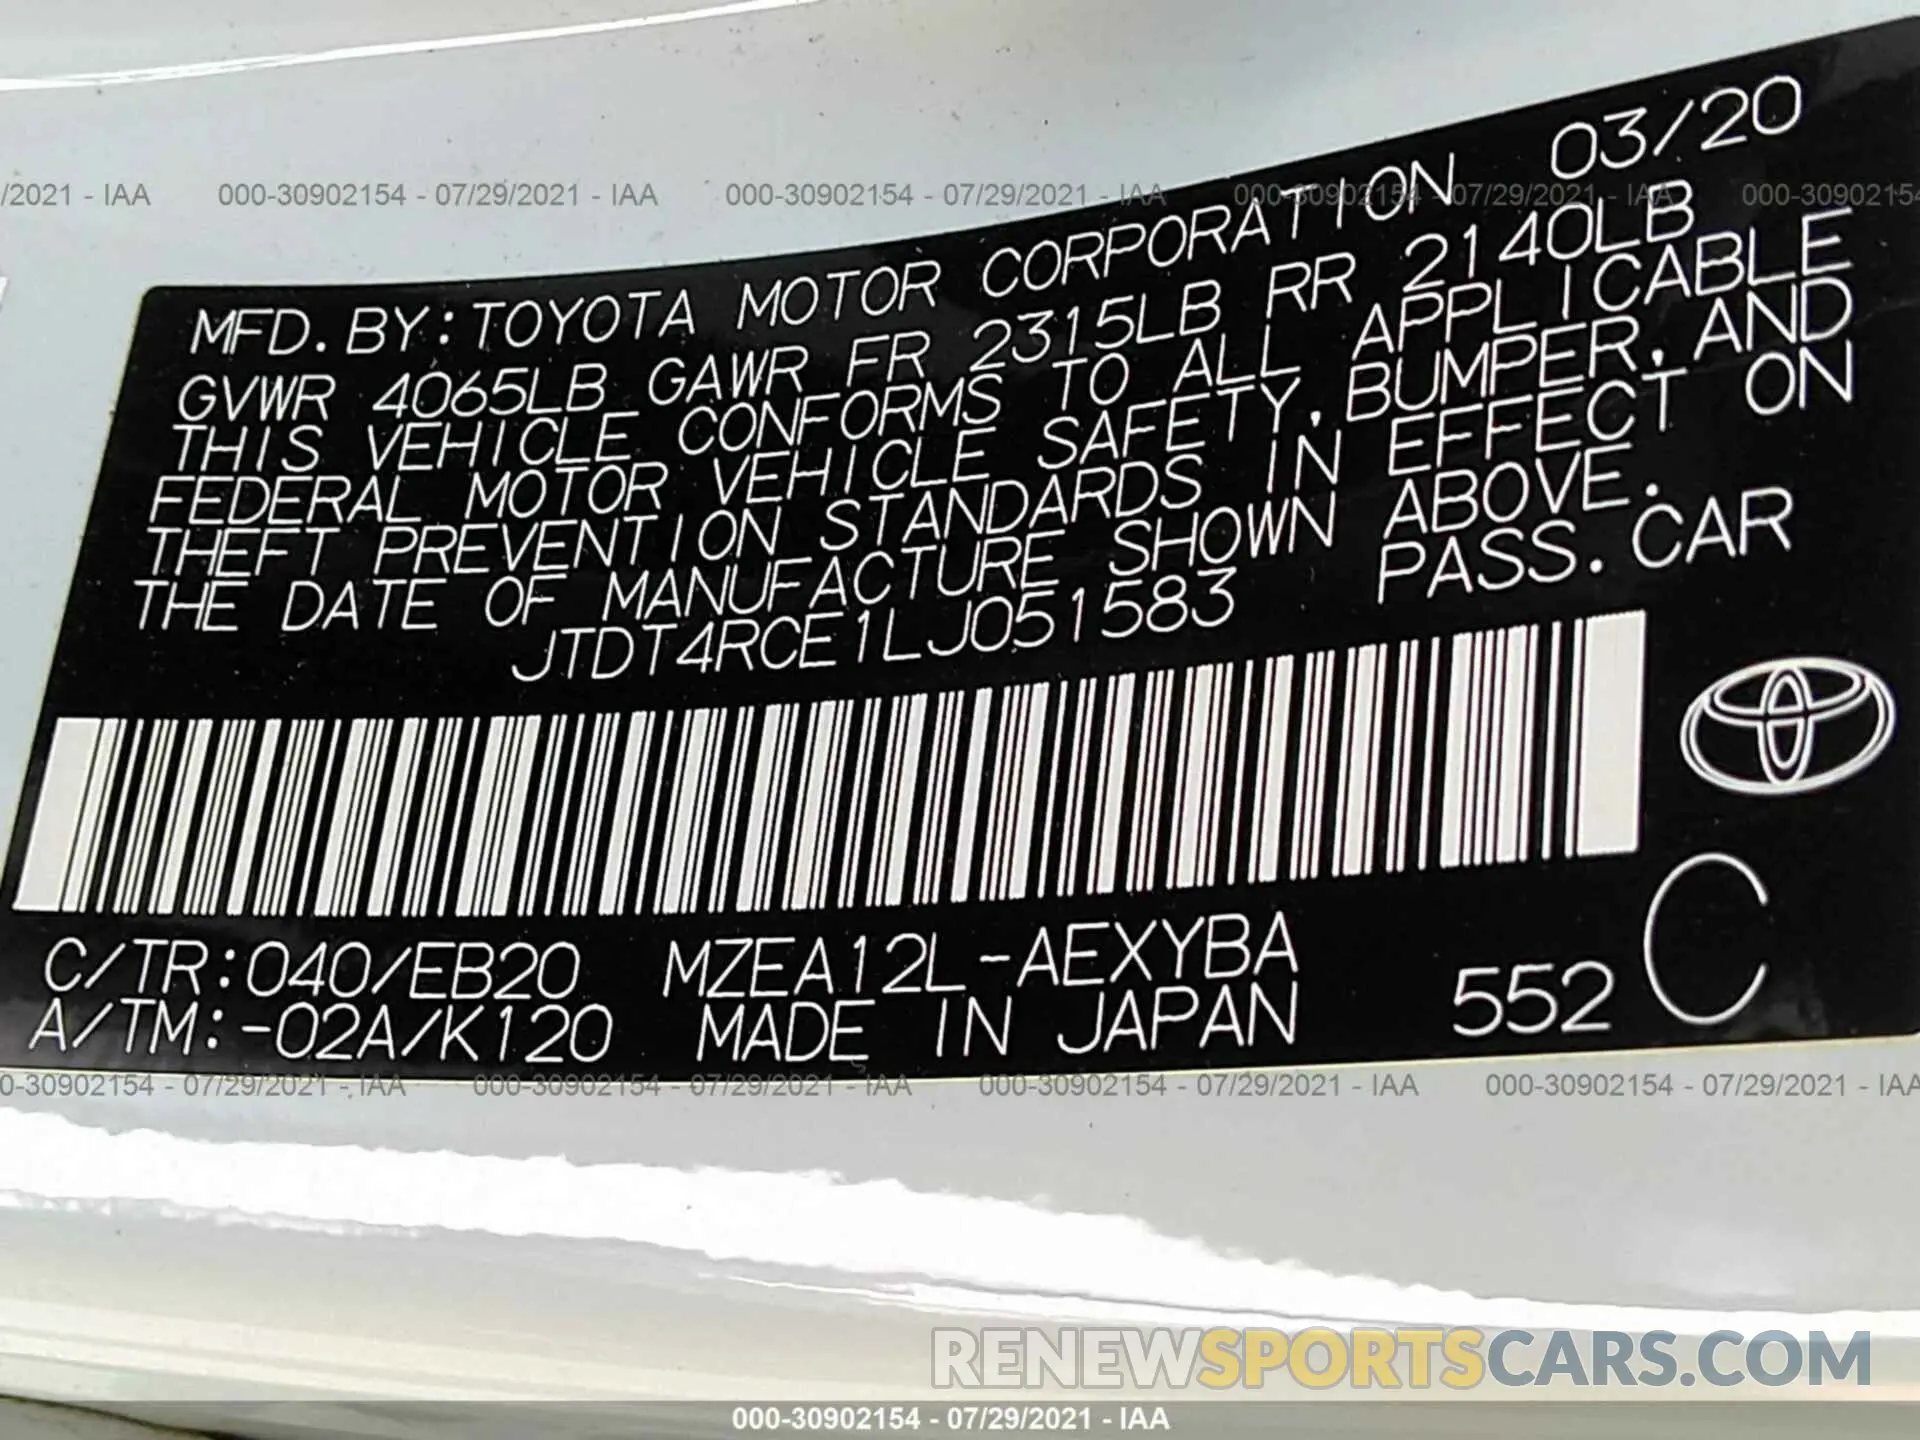 /2021 - IAA 000-30902154 - 07/29/2021 - IAA 000-30902154 - 07/29/2021 - IAA 000-30902154 - 07/29/2021 - IAA 000-30902154
MFD. BY: TOYOTA MOTOR CORPORATION 03/20
GVWR 4065LB GAWR FR 2315LB RR 2140LB
THIS VEHICLE CONFORMS TO ALL APPLICABLE
FEDERAL MOTOR VEHICLE SAFETY, BUMPER, AND
THEFT PREVENTION STANDARDS IN EFFECT ON
THE DATE OF MANUFACTURE SHOWN ABOVE.
JTDT4RCE1LJ051583 PASS. CAR
C/TR:040/EB20 MZEA12L-AEXYBA
A/TM:-02A/K120 MADE IN JAPAN 552 C
0-30902154 - 07/29/2021 - IAA 000-30902154 - 07/29/2021 - IAA 000-30902154 - 07/29/2021 - IAA 000-30902154 - 07/29/2021 - IAA
RENEWSPORTSCARS.COM
000-30902154 - 07/29/2021 - IAA